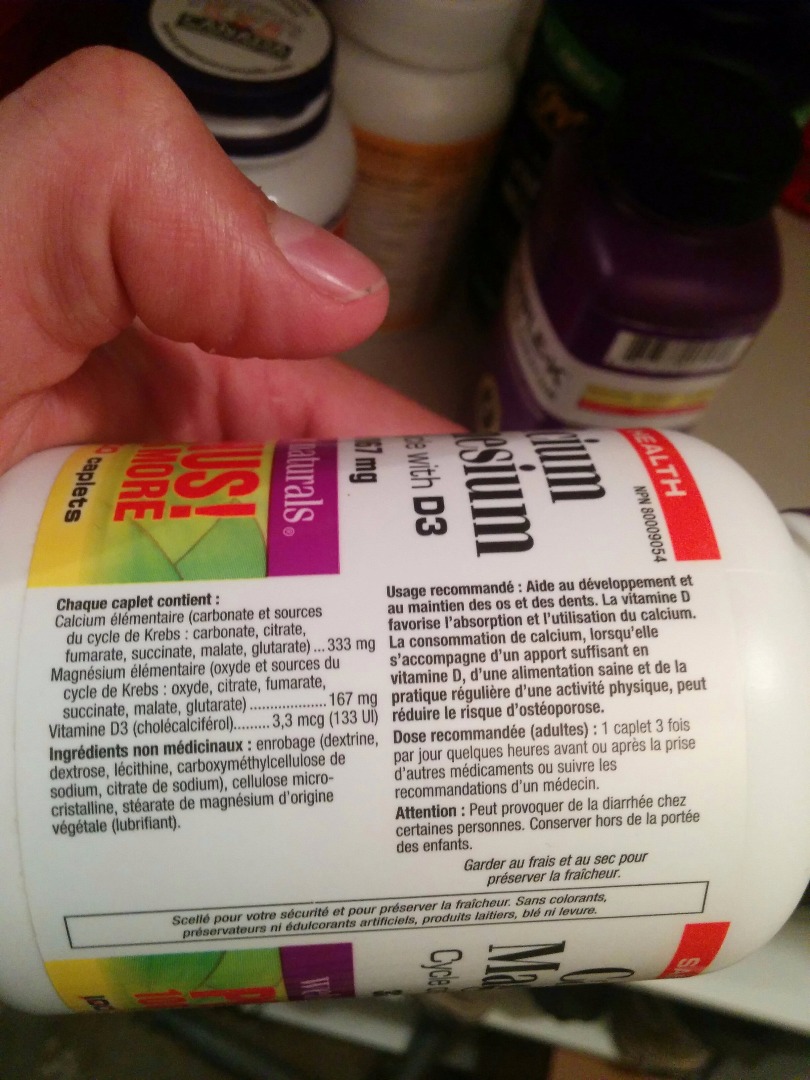 HEALTH
NPN 80009054
with D3
67 mg
naturals®
MORE
caplets
Chaque caplet contient :
Calcium élémentaire (carbonate et sources
du cycle de Krebs : carbonate, citrate,
fumarate, succinate, malate, glutarate)...333 mg
Magnésium élémentaire (oxyde et sources du
cycle de Krebs : oxyde, citrate, fumarate,
succinate, malate, glutarate)..................167 mg
Vitamine D3 (cholécalciférol)......... 3,3 mcg (133 UI)
Ingrédients non médicinaux : enrobage (dextrine,
dextrose, lécithine, carboxyméthylcellulose de
sodium, citrate de sodium), cellulose micro-
cristalline, stéarate de magnésium d'origine
végétale (lubrifiant).
Usage recommandé : Aide au développement et
au maintien des os et des dents. La vitamine D
favorise l'absorption et l'utilisation du calcium.
La consommation de calcium, lorsqu'elle
s'accompagne d'un apport suffisant en
vitamine D, d'une alimentation saine et de la
pratique régulière d'une activité physique, peut
réduire le risque d'ostéoporose.
Dose recommandée (adultes) : 1 caplet 3 fois
par jour quelques heures avant ou après la prise
d'autres médicaments ou suivre les
recommandations d'un médecin.
Attention : Peut provoquer de la diarrhée chez
certaines personnes. Conserver hors de la portée
des enfants.
Garder au frais et au sec pour
préserver la fraîcheur.
Scellé pour votre sécurité et pour préserver la fraîcheur. Sans colorants,
préservateurs ni édulcorants artificiels, produits laitiers, blé ni levure.